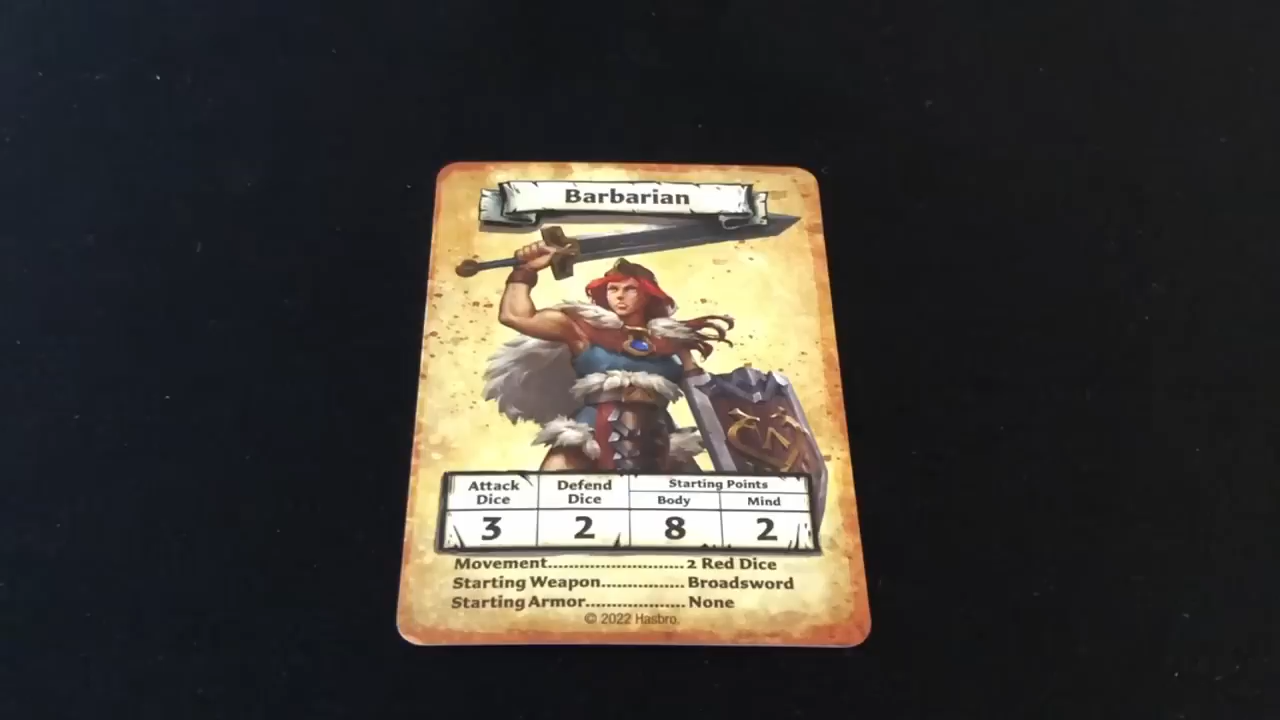 Barbarian
Attack Dice
Defend Dice
Starting Points
Body
Mind
3
2
8
2
Movement..........................2 Red Dice
Starting Weapon................Broadsword
Starting Armor...................None
© 2022 Hasbro.